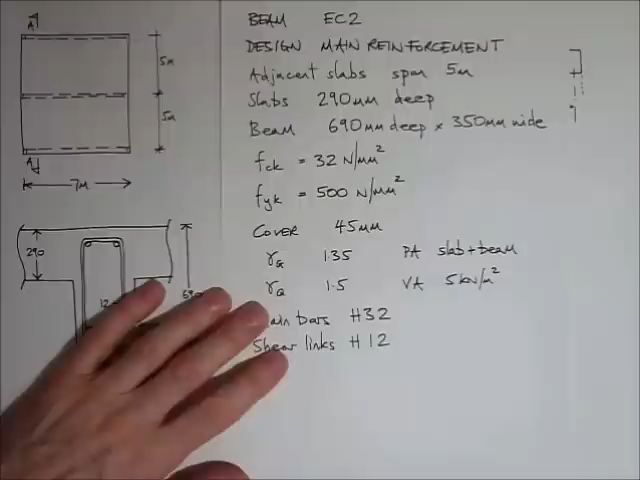 A
5m
5m
A
7m
290
BEAM EC2
DESIGN MAIN REINFORCEMENT
Adjacent slabs span 5m
Slabs 290mm deep
Beam 690mm deep x 350mm wide
fck = 32 N/mm²
fyk = 500 N/mm²
COVER 45mm
γG 1.35 PA slab+beam
γQ 1.5 VA 5kN/m²
bars H32
Shear links H12